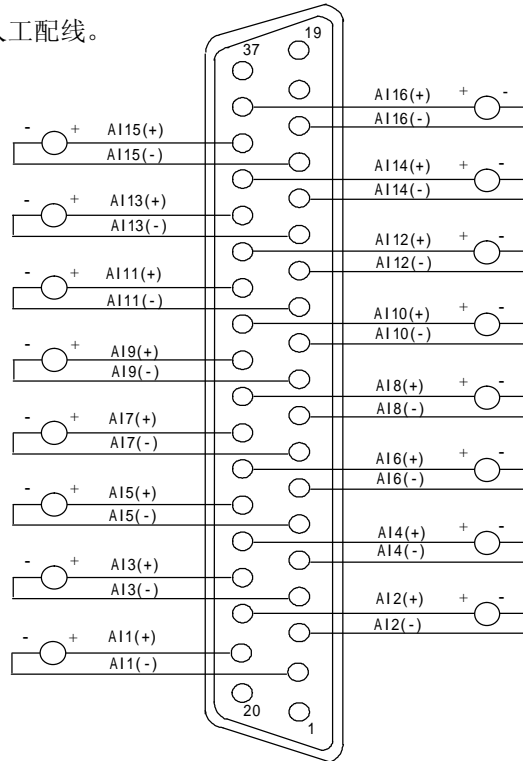 人工配线。
37
19
AI16(+) + -
AI16(-)
- + AI15(+)
AI15(-)
AI14(+) + -
AI14(-)
- + AI13(+)
AI13(-)
AI12(+) + -
AI12(-)
- + AI11(+)
AI11(-)
AI10(+) + -
AI10(-)
- + AI9(+)
AI9(-)
AI8(+) + -
AI8(-)
- + AI7(+)
AI7(-)
AI6(+) + -
AI6(-)
- + AI5(+)
AI5(-)
AI4(+) + -
AI4(-)
- + AI3(+)
AI3(-)
AI2(+) + -
AI2(-)
- + AI1(+)
AI1(-)
20
1